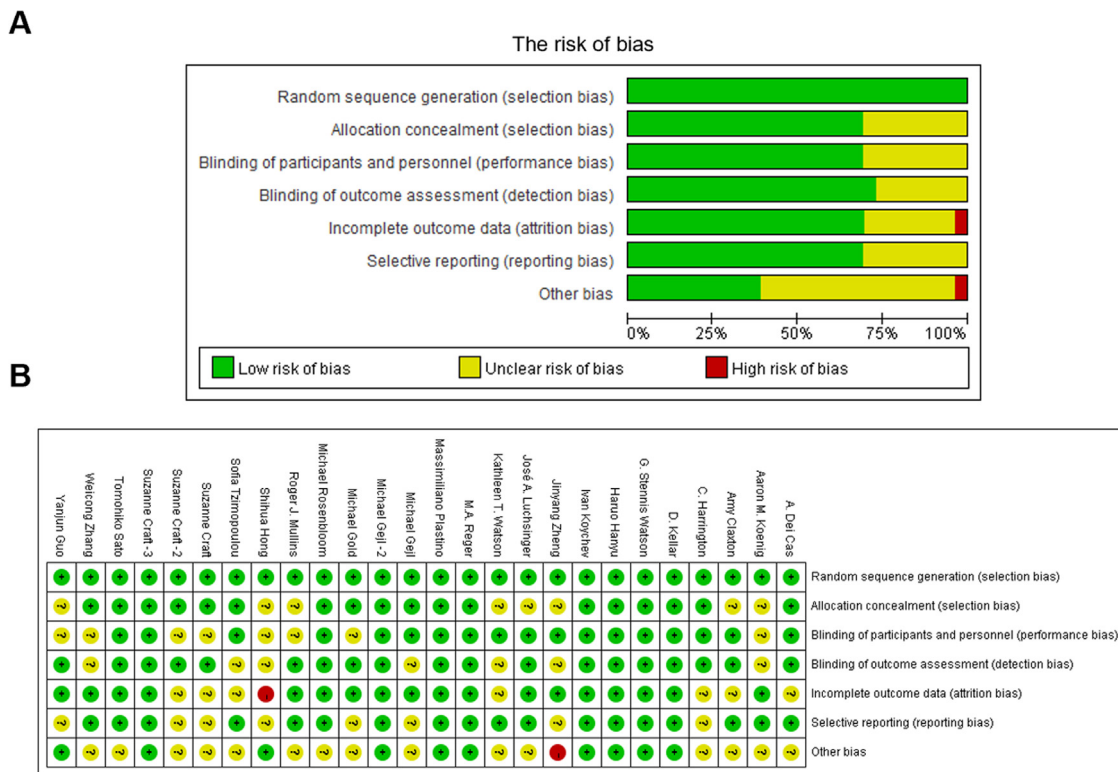 A
The risk of bias
Random sequence generation (selection bias)
Allocation concealment (selection bias)
Blinding of participants and personnel (performance bias)
Blinding of outcome assessment (detection bias)
Incomplete outcome data (attrition bias)
Selective reporting (reporting bias)
Other bias
0% 25% 50% 75% 100%
Low risk of bias Unclear risk of bias High risk of bias
B
Yanjun Guo
Weicong Zhang
Tomohiko Sato
Suzanne Craft -3
Suzanne Craft -2
Suzanne Craft
Sofia Tzimopoulou
Shihua Hong
Roger J. Mullins
Michael Rosenbloom
Michael Gold
Michael Gejl -2
Michael Gejl
Massimiliano Plastino
M.A. Reger
Kathleen T. Watson
José A. Luchsinger
Jinyang Zheng
Ivan Koychev
Haruo Hanyu
G. Stennis Watson
D. Kellar
C. Harrington
Amy Claxton
Aaron M. Koenig
A. Dei Cas
+ + + + + + + + + + + + + + + + + + + + + + + + + + Random sequence generation (selection bias)
? + + + + + + ? ? + + + + + + ? ? ? + + + + + ? ? + Allocation concealment (selection bias)
? ? + + ? ? + ? ? + ? + + + + + + + + + + + + + ? + Blinding of participants and personnel (performance bias)
+ ? + + + + ? ? + + + + ? + + ? + ? + + + + + + ? + Blinding of outcome assessment (detection bias)
+ + + + ? ? ? - + + + + + + + ? + + + + + + ? ? + ? Incomplete outcome data (attrition bias)
? + + + ? ? + + + + ? + ? + + ? + ? + + + + ? + + + Selective reporting (reporting bias)
+ ? ? + ? ? ? + ? ? ? + ? + + ? ? - + + + + ? ? ? ? Other bias